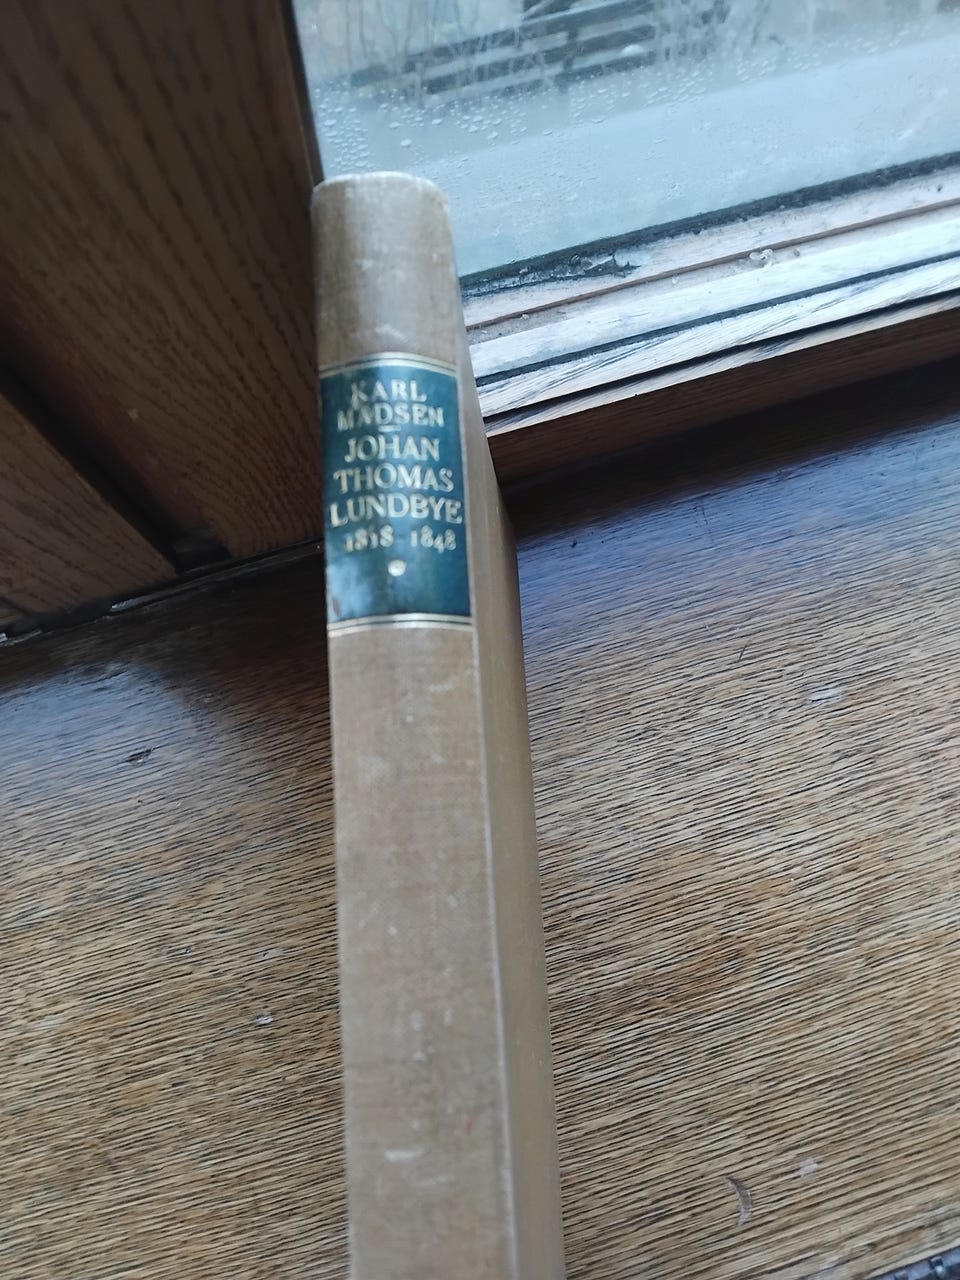 KARL
MADSEN
JOHAN
THOMAS
LUNDBYE
1818 1848